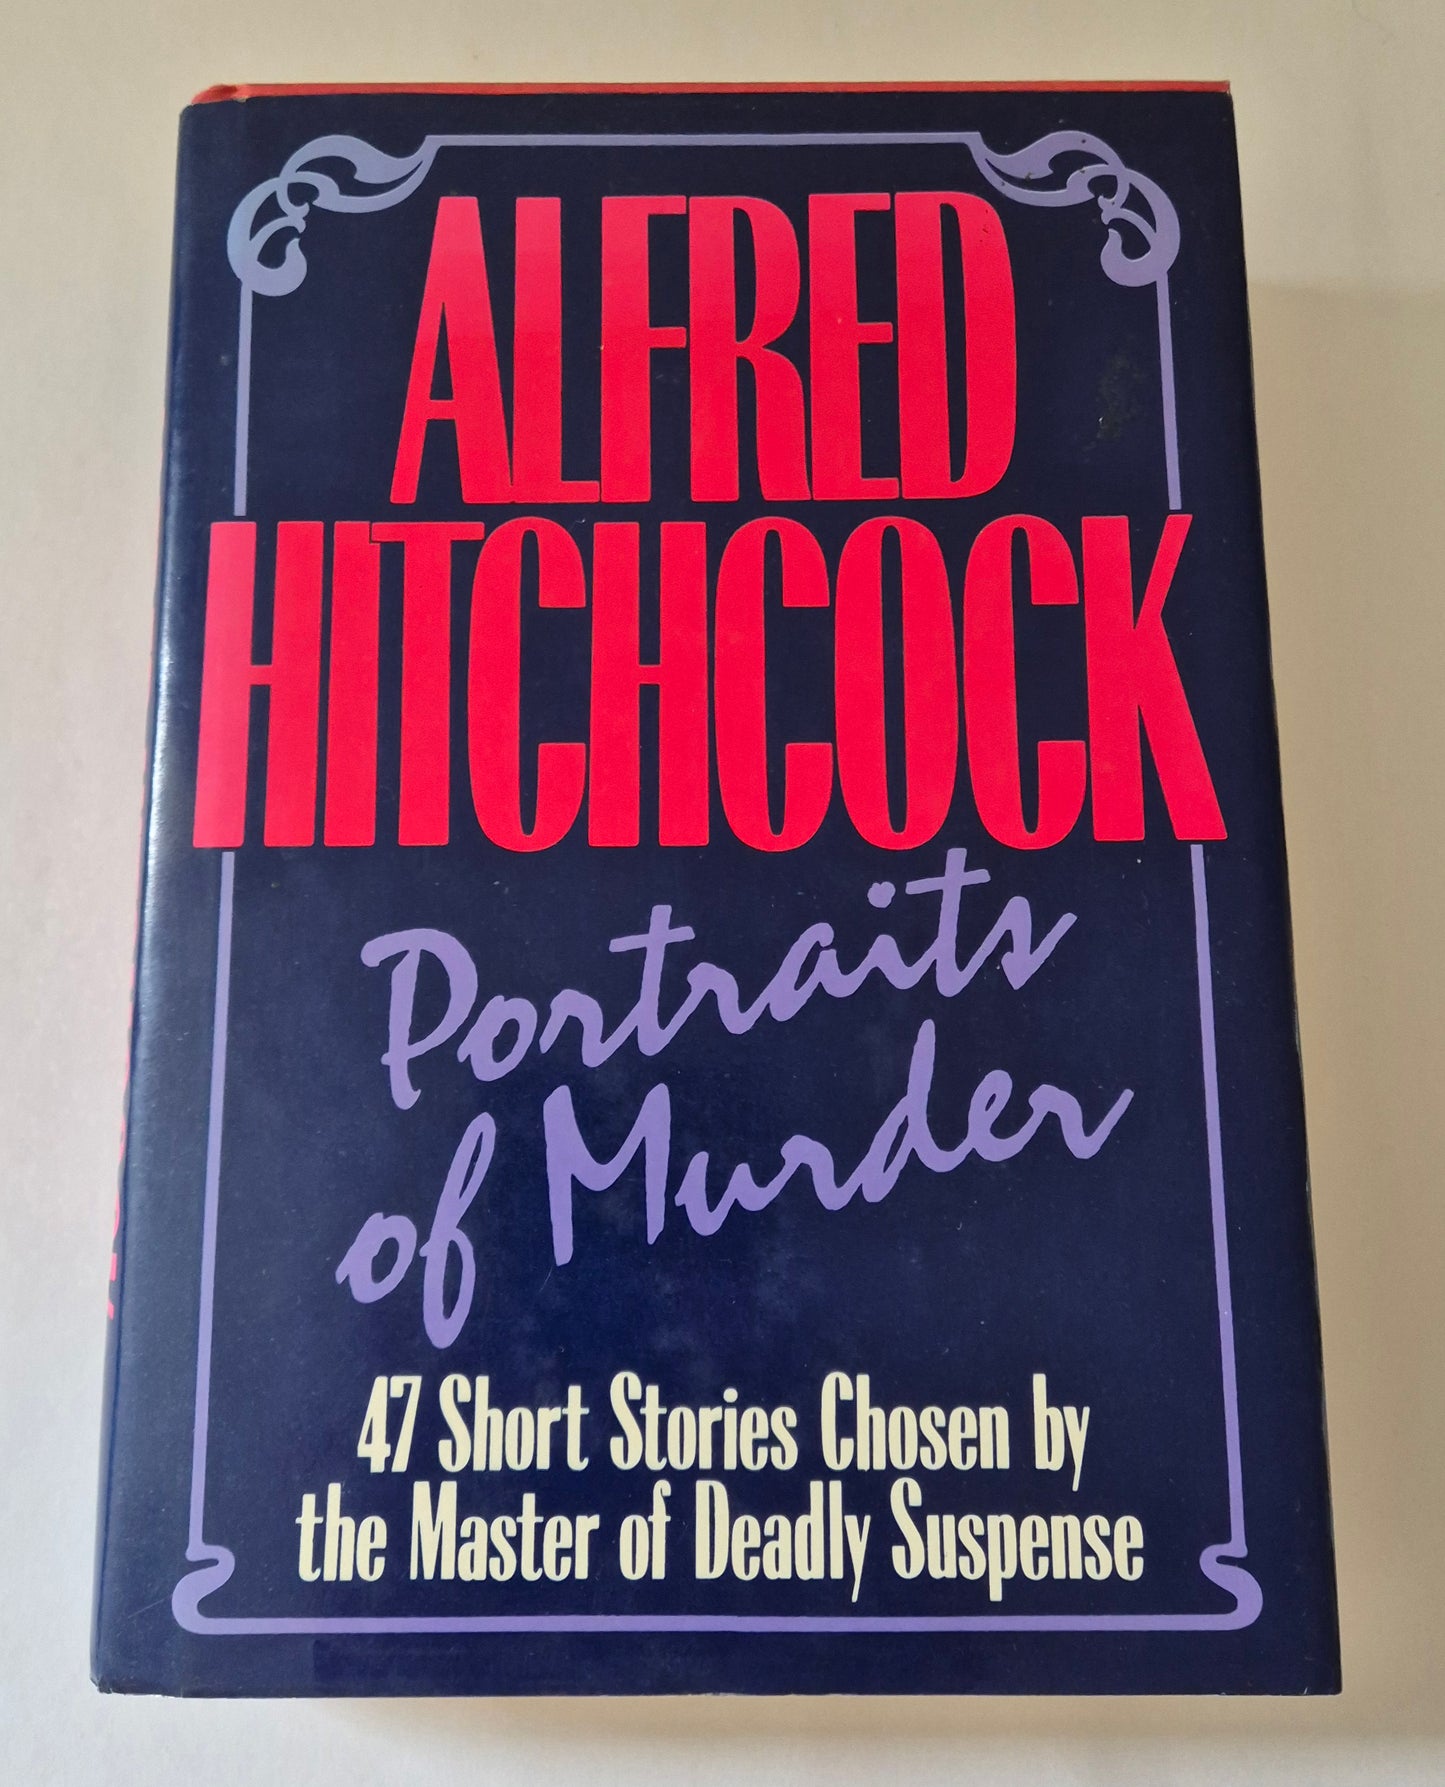 ALFRED
HITCHCOCK
Portraits
of Murder
47 Short Stories Chosen by
the Master of Deadly Suspense